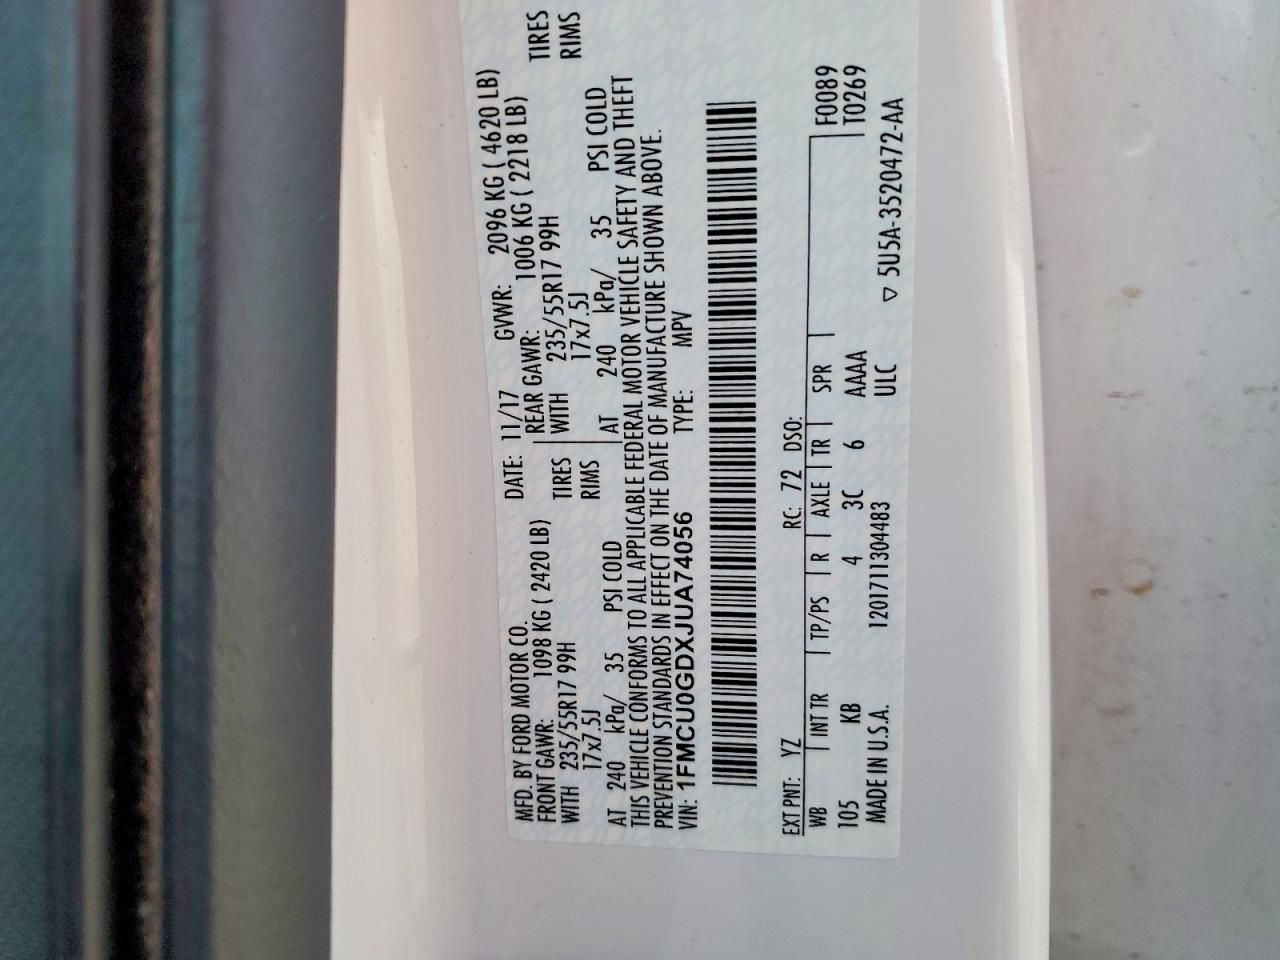 MFD. BY FORD MOTOR CO. DATE: 11/17 GVWR: 2096 KG ( 4620 LB)
FRONT GAWR: 1098 KG ( 2420 LB) REAR GAWR: 1006 KG ( 2218 LB)
WITH 235/55R17 99H TIRES WITH 235/55R17 99H TIRES
17x7.5J RIMS 17x7.5J RIMS
AT 240 kPa/ 35 PSI COLD AT 240 kPa/ 35 PSI COLD
THIS VEHICLE CONFORMS TO ALL APPLICABLE FEDERAL MOTOR VEHICLE SAFETY AND THEFT
PREVENTION STANDARDS IN EFFECT ON THE DATE OF MANUFACTURE SHOWN ABOVE.
VIN: 1FMCU0GDXJUA74056 TYPE: MPV
EXT PNT: YZ RC: 72 DSO:
WB INT TR TP/PS R AXLE TR SPR F0089
105 KB 4 3C 6 AAAA T0269
MADE IN U.S.A. 1201711304483 ULC ▽ 5U5A-3520472-AA